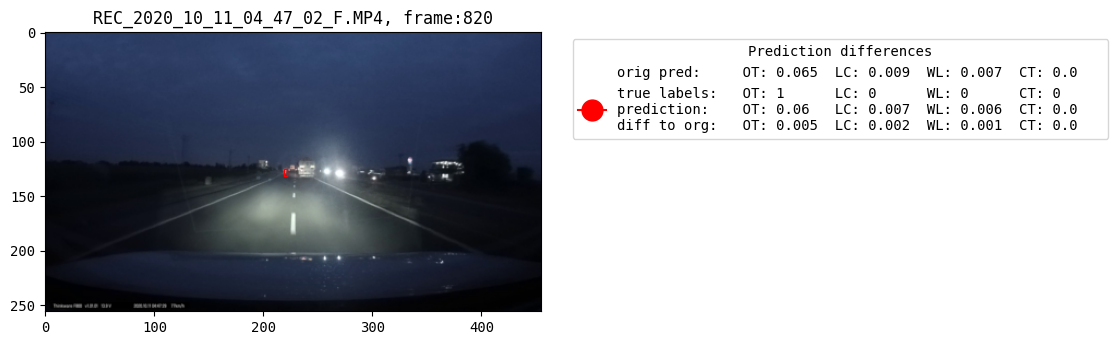 REC_2020_10_11_04_47_02_F.MP4, frame:820
0
50
100
150
200
250
0
100
200
300
400
Prediction differences
orig pred: OT: 0.065 LC: 0.009 WL: 0.007 CT: 0.0
true labels: OT: 1 LC: 0 WL: 0 CT: 0
prediction: OT: 0.06 LC: 0.007 WL: 0.006 CT: 0.0
diff to org: OT: 0.005 LC: 0.002 WL: 0.001 CT: 0.0